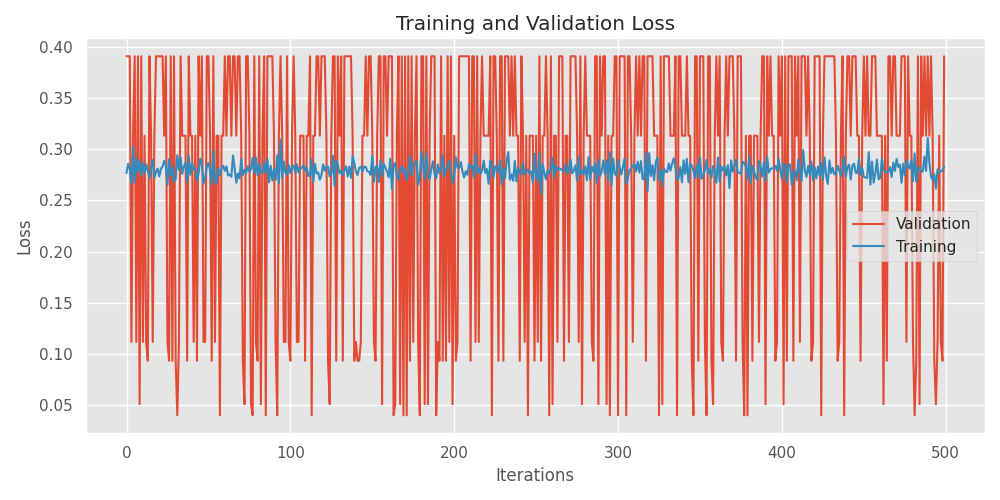 Training and Validation Loss
0.40
0.35
0.30
0.25
0.20
0.15
0.10
0.05
Loss
Validation
Training
0 100 200 300 400 500
Iterations